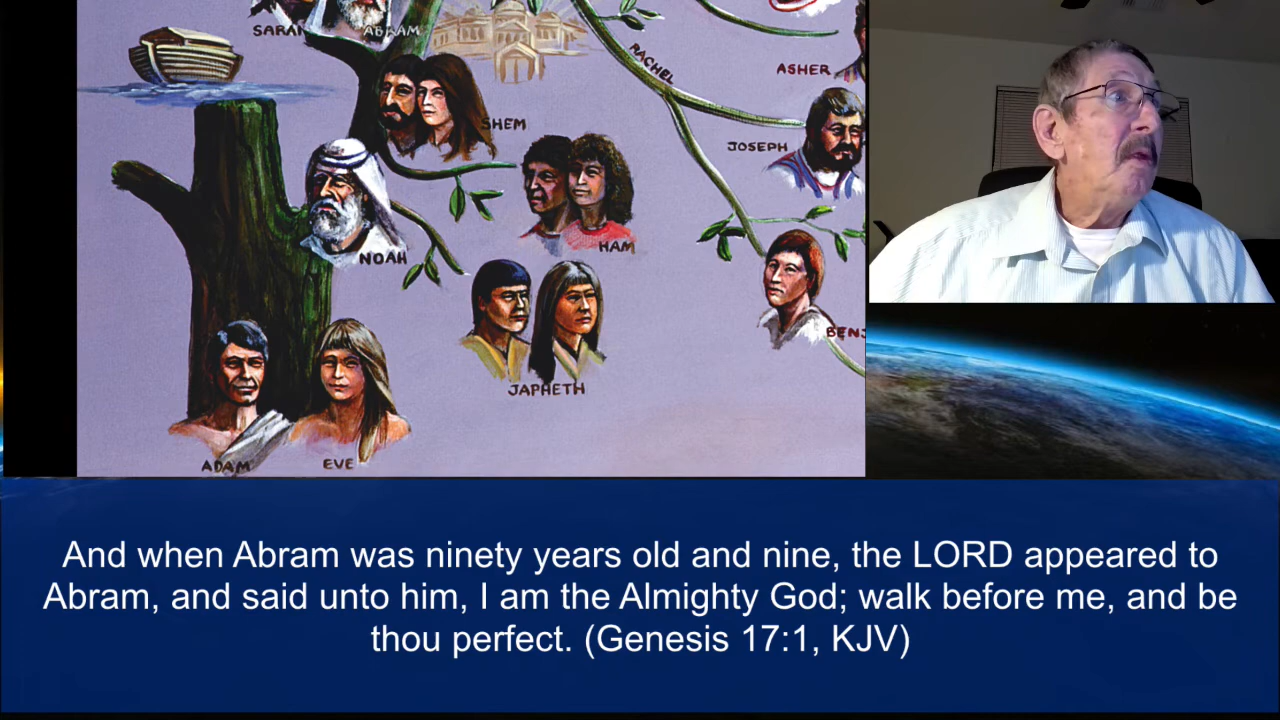 SARAI ABRAM
RACHEL
ASHER
SHEM
JOSEPH
HAM
NOAH
BENJ
JAPHETH
ADAM EVE
And when Abram was ninety years old and nine, the LORD appeared to
Abram, and said unto him, I am the Almighty God; walk before me, and be
thou perfect. (Genesis 17:1, KJV)